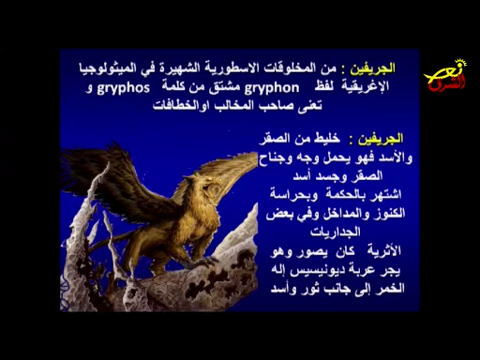 الجريفين : من المخلوقات الاسطورية الشهيرة في الميثولوجيا
الإغريقية لفظ gryphon مشتق من كلمة gryphos و
تعنى صاحب المخالب اوالخطافات
الجريفين : خليط من الصقر
والأسد فهو يحمل وجه وجناح
الصقر وجسد أسد
اشتهر بالحكمة وبحراسة
الكنوز والمداخل وفي بعض
الجداريات
الأثرية كان يصور وهو
يجر عربة ديونيسيس إله
الخمر إلى جانب ثور وأسد